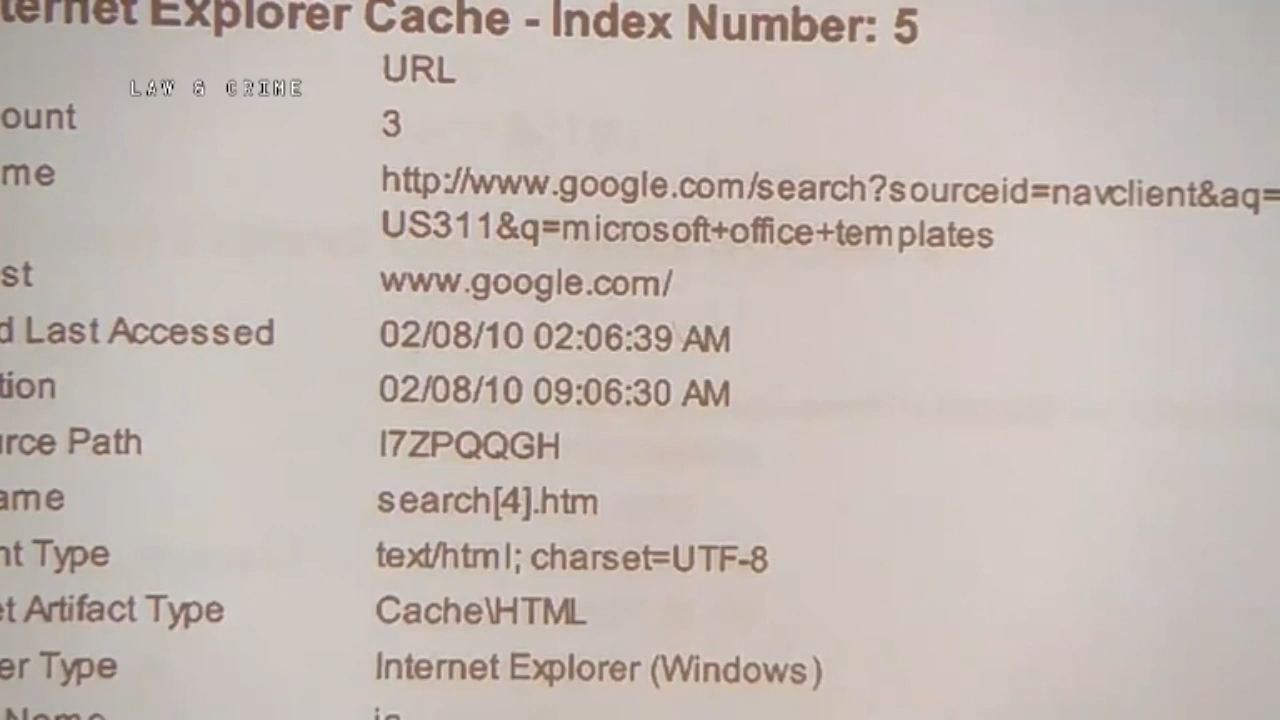 ternet Explorer Cache - Index Number: 5
URL
LAW & CRIME
ount 3
me http://www.google.com/search?sourceid=navclient&aq=
US311&q=microsoft+office+templates
st www.google.com/
d Last Accessed 02/08/10 02:06:39 AM
tion 02/08/10 09:06:30 AM
urce Path I7ZPQQGH
ame search[4].htm
nt Type text/html; charset=UTF-8
et Artifact Type Cache\HTML
er Type Internet Explorer (Windows)
Name ie